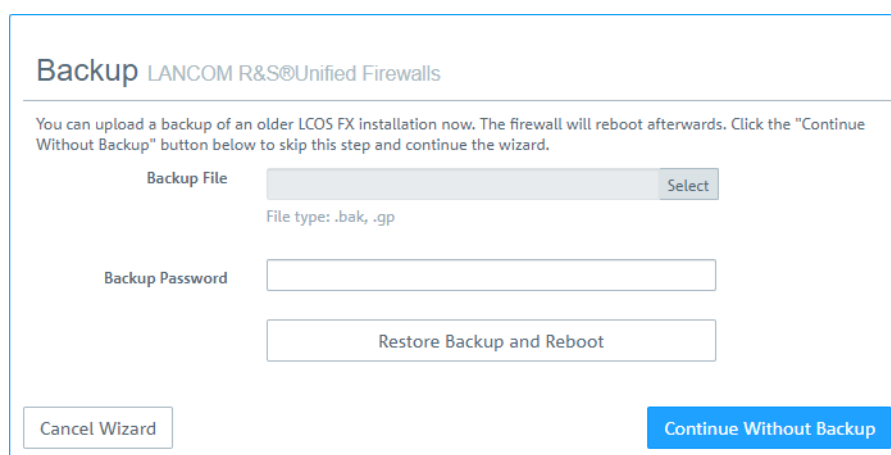 Backup LANCOM R&S®Unified Firewalls
You can upload a backup of an older LCOS FX installation now. The firewall will reboot afterwards. Click the "Continue
Without Backup" button below to skip this step and continue the wizard.
Backup File
Select
File type: .bak, .gp
Backup Password
Restore Backup and Reboot
Cancel Wizard
Continue Without Backup